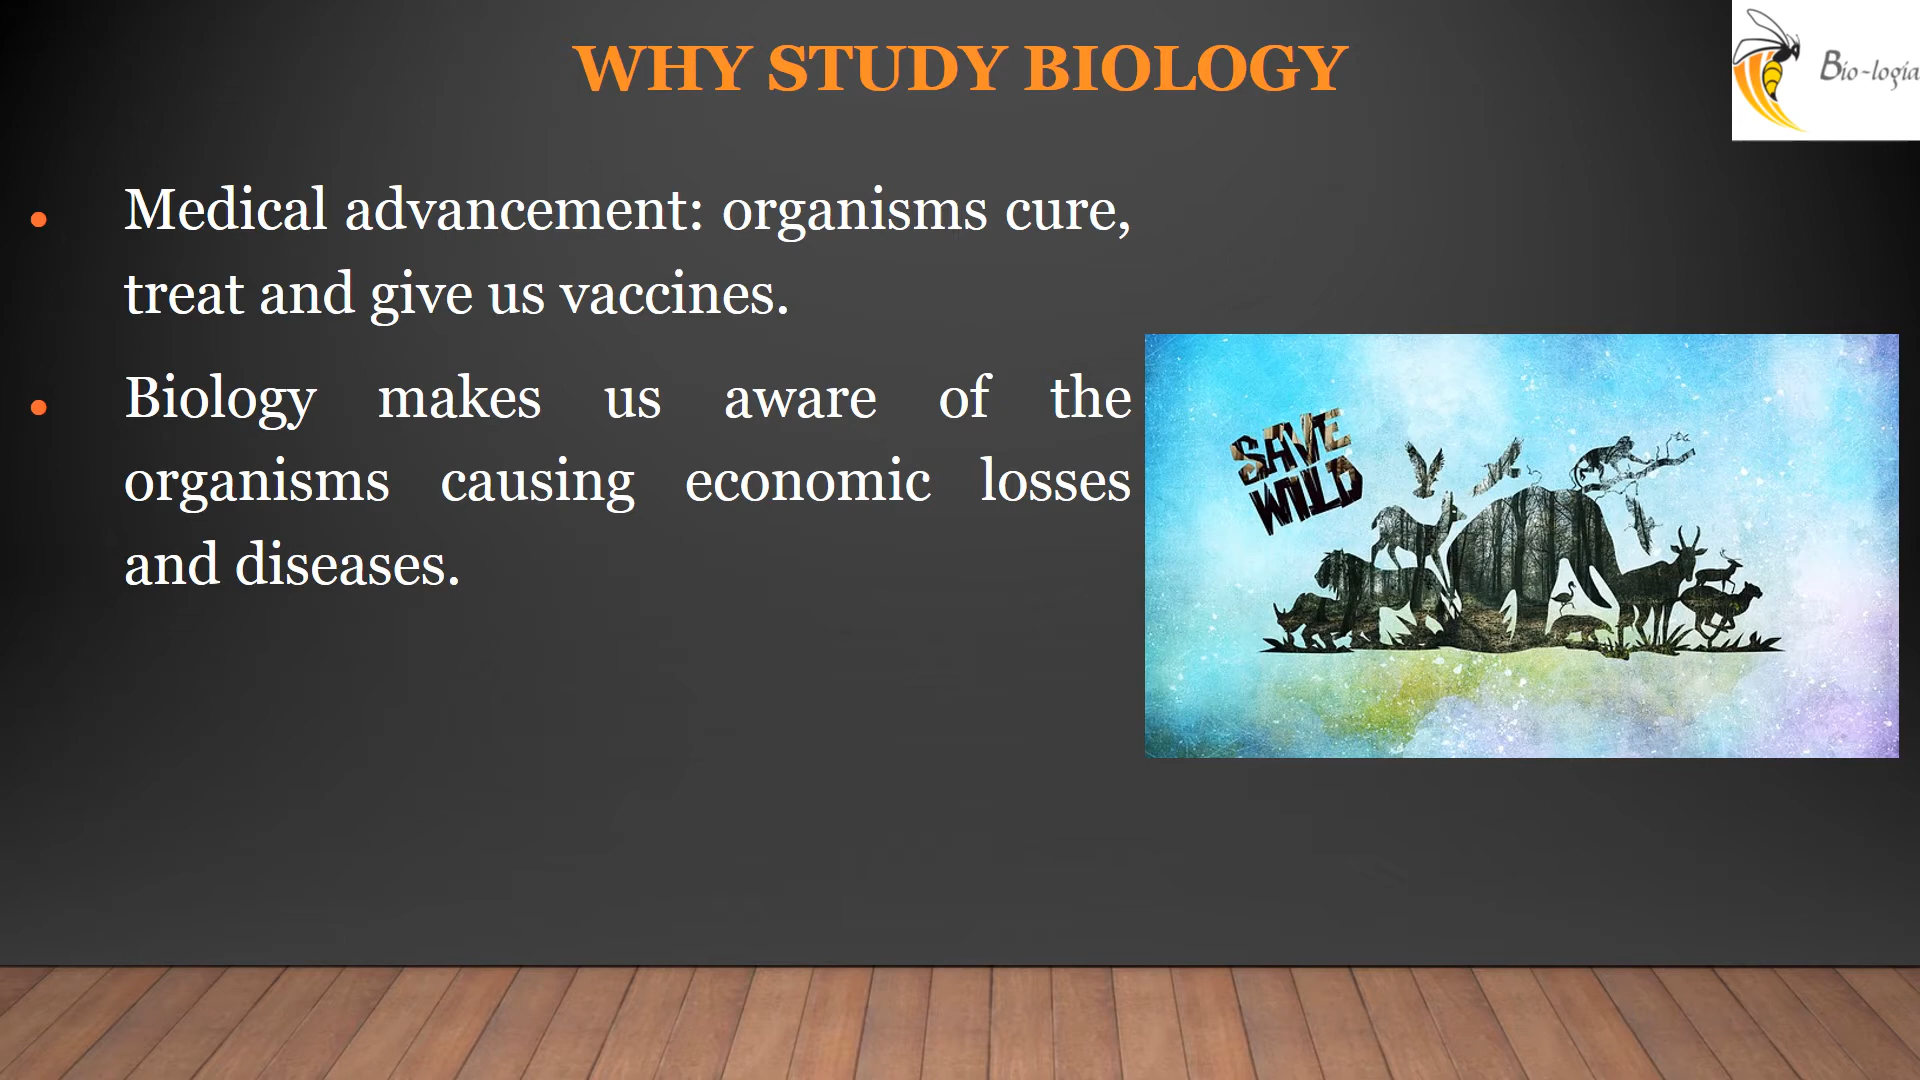 WHY STUDY BIOLOGY
Bio-logía
• Medical advancement: organisms cure,
treat and give us vaccines.
• Biology makes us aware of the
organisms causing economic losses
and diseases.
SAVE
WILD